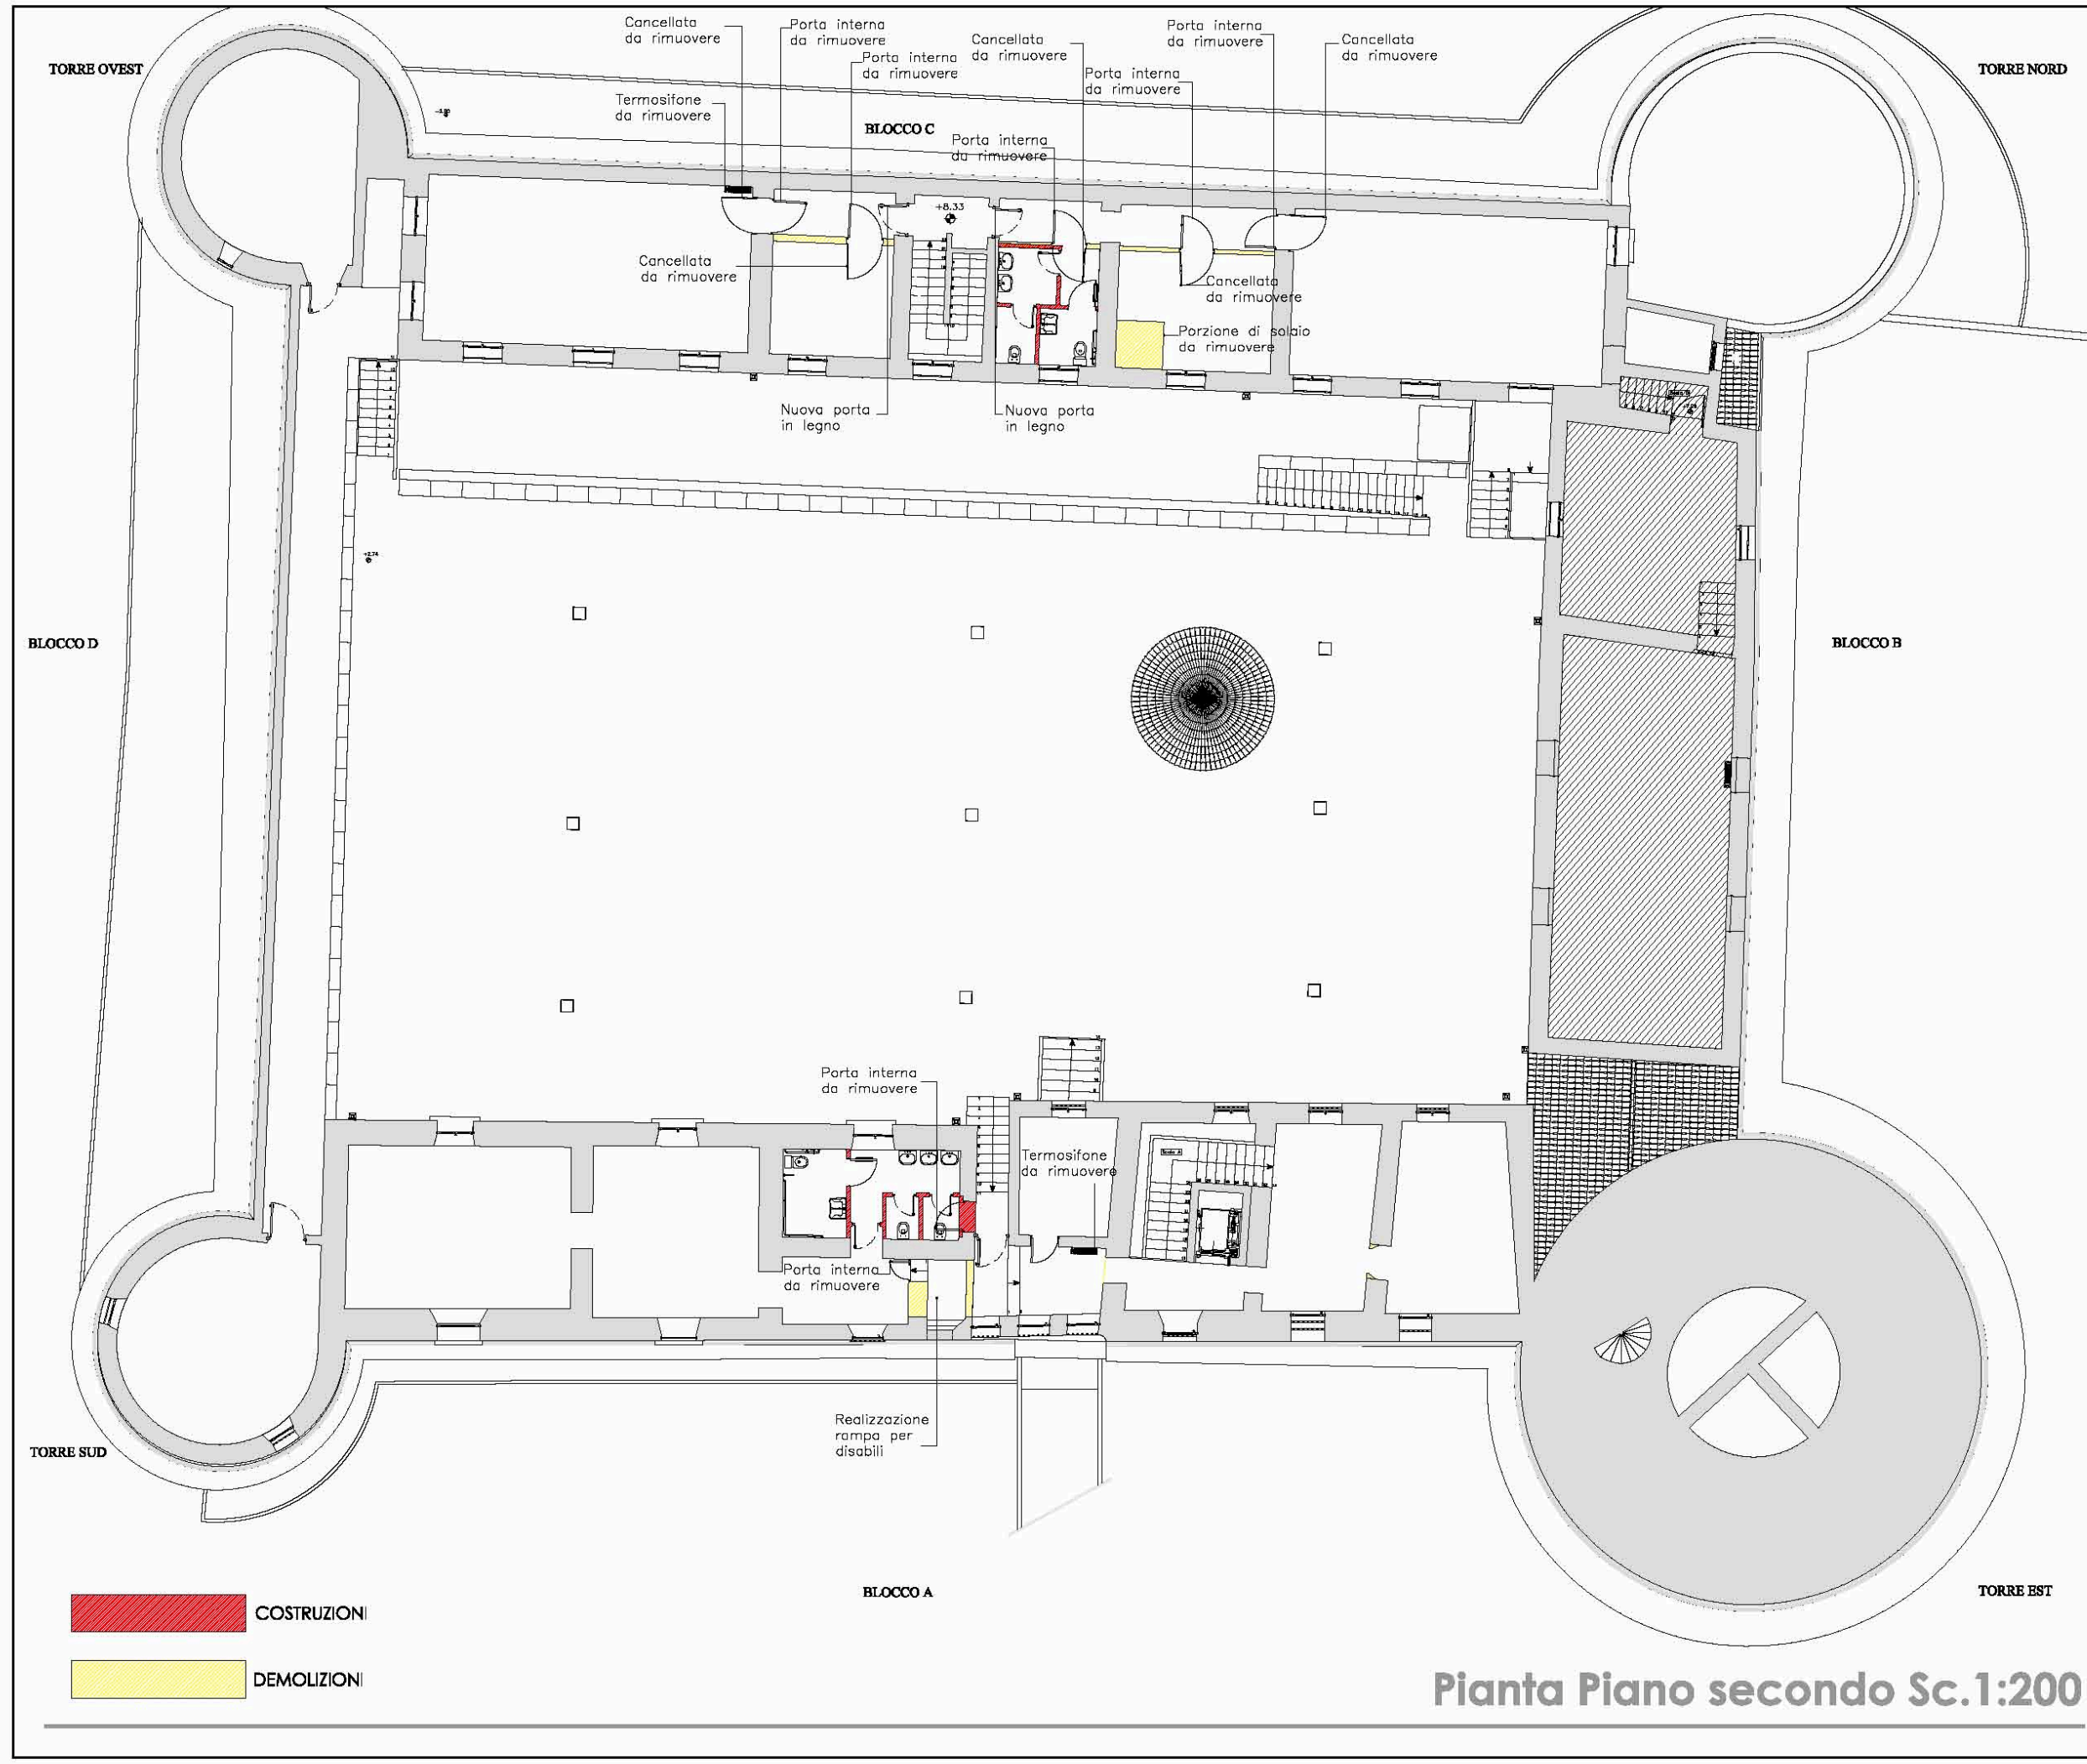 Cancellata
da rimuovere
Porta interna
da rimuovere
Porta interna
da rimuovere
Cancellata
da rimuovere
Porta interna
da rimuovere
Cancellata
da rimuovere
Porta interna
da rimuovere
TORRE OVEST
TORRE NORD
Termosifone
da rimuovere
BLOCCO C
Porta interna
da rimuovere
+8.33
Cancellata
da rimuovere
Cancellata
da rimuovere
Porzione di solaio
da rimuovere
Nuova porta
in legno
Nuova porta
in legno
+2.74
BLOCCO D
BLOCCO B
Porta interna
da rimuovere
Termosifone
da rimuovere
Porta interna
da rimuovere
Realizzazione
rampa per
disabili
TORRE SUD
BLOCCO A
TORRE EST
COSTRUZIONI
DEMOLIZIONI
Pianta Piano secondo Sc.1:200